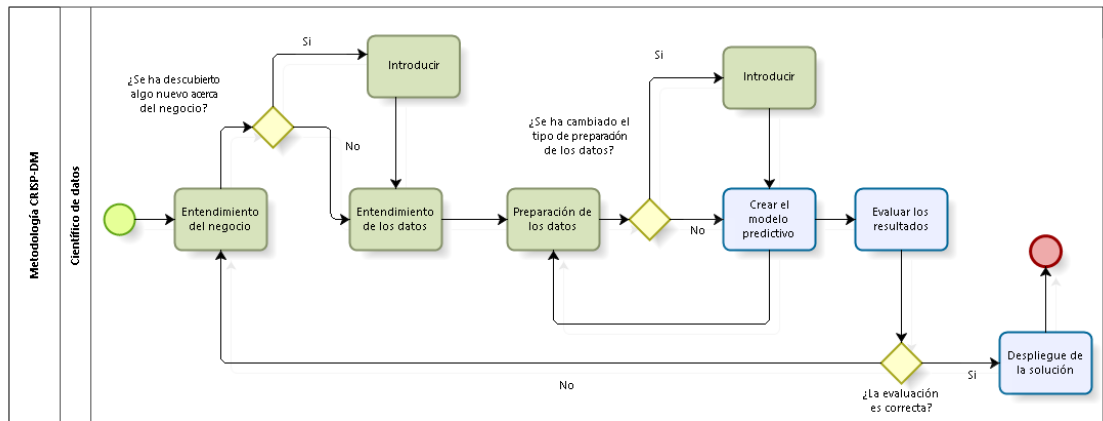 Metodología CRISP-DM
Científico de datos
¿Se ha descubierto
algo nuevo acerca
del negocio?
Si
Introducir
No
Entendimiento
del negocio
Entendimiento
de los datos
Preparación de
los datos
¿Se ha cambiado el
tipo de preparación
de los datos?
Si
Introducir
No
Crear el
modelo
predictivo
Evaluar los
resultados
No
¿La evaluación
es correcta?
Si
Despliegue de
la solución